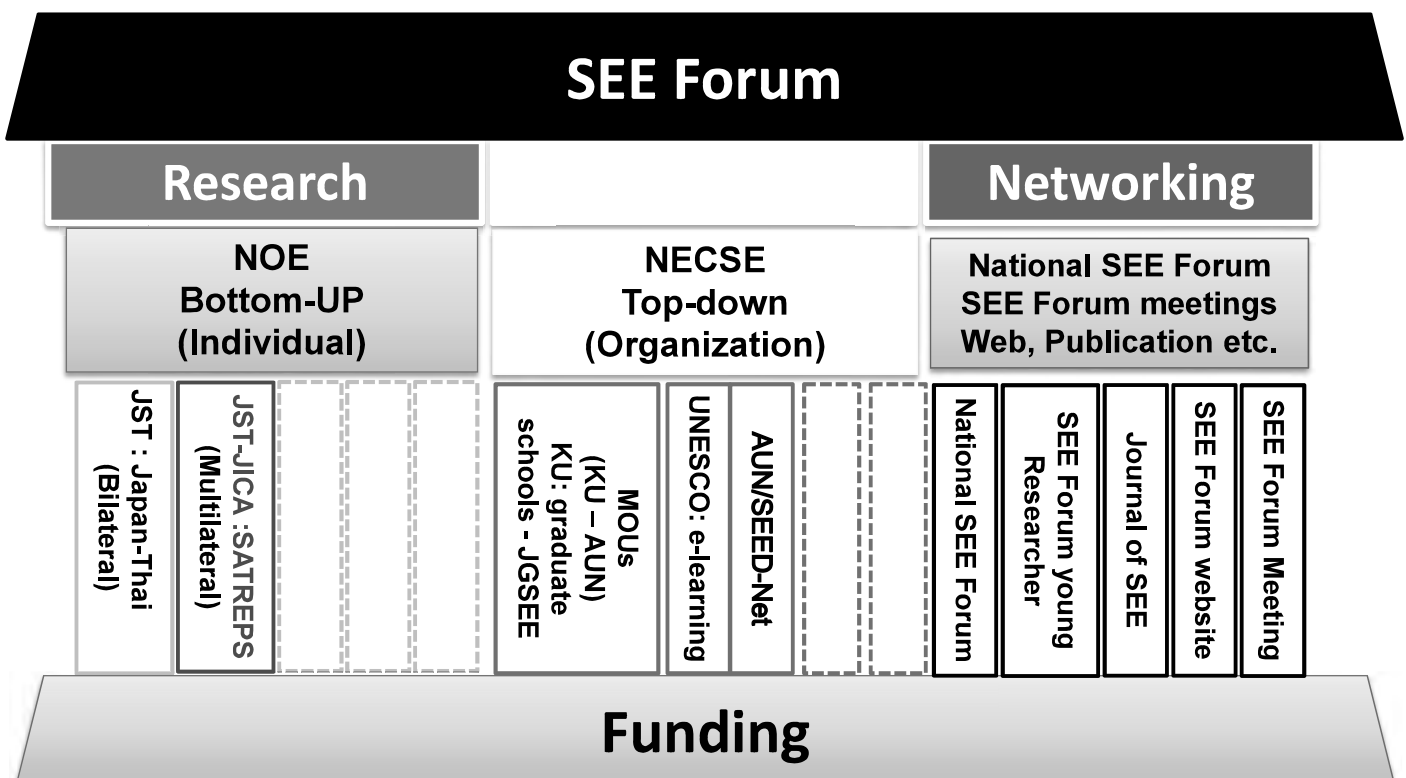 SEE Forum
Research
Networking
NOE
Bottom-UP
(Individual)
NECSE
Top-down
(Organization)
National SEE Forum
SEE Forum meetings
Web, Publication etc.
JST : Japan-Thai
(Bilateral)
JST-JICA :SATREPS
(Multilateral)
MOUs
(KU – AUN)
KU: graduate
schools - JGSEE
UNESCO: e-learning
AUN/SEED-Net
National SEE Forum
SEE Forum young
Researcher
Journal of SEE
SEE Forum website
SEE Forum Meeting
Funding